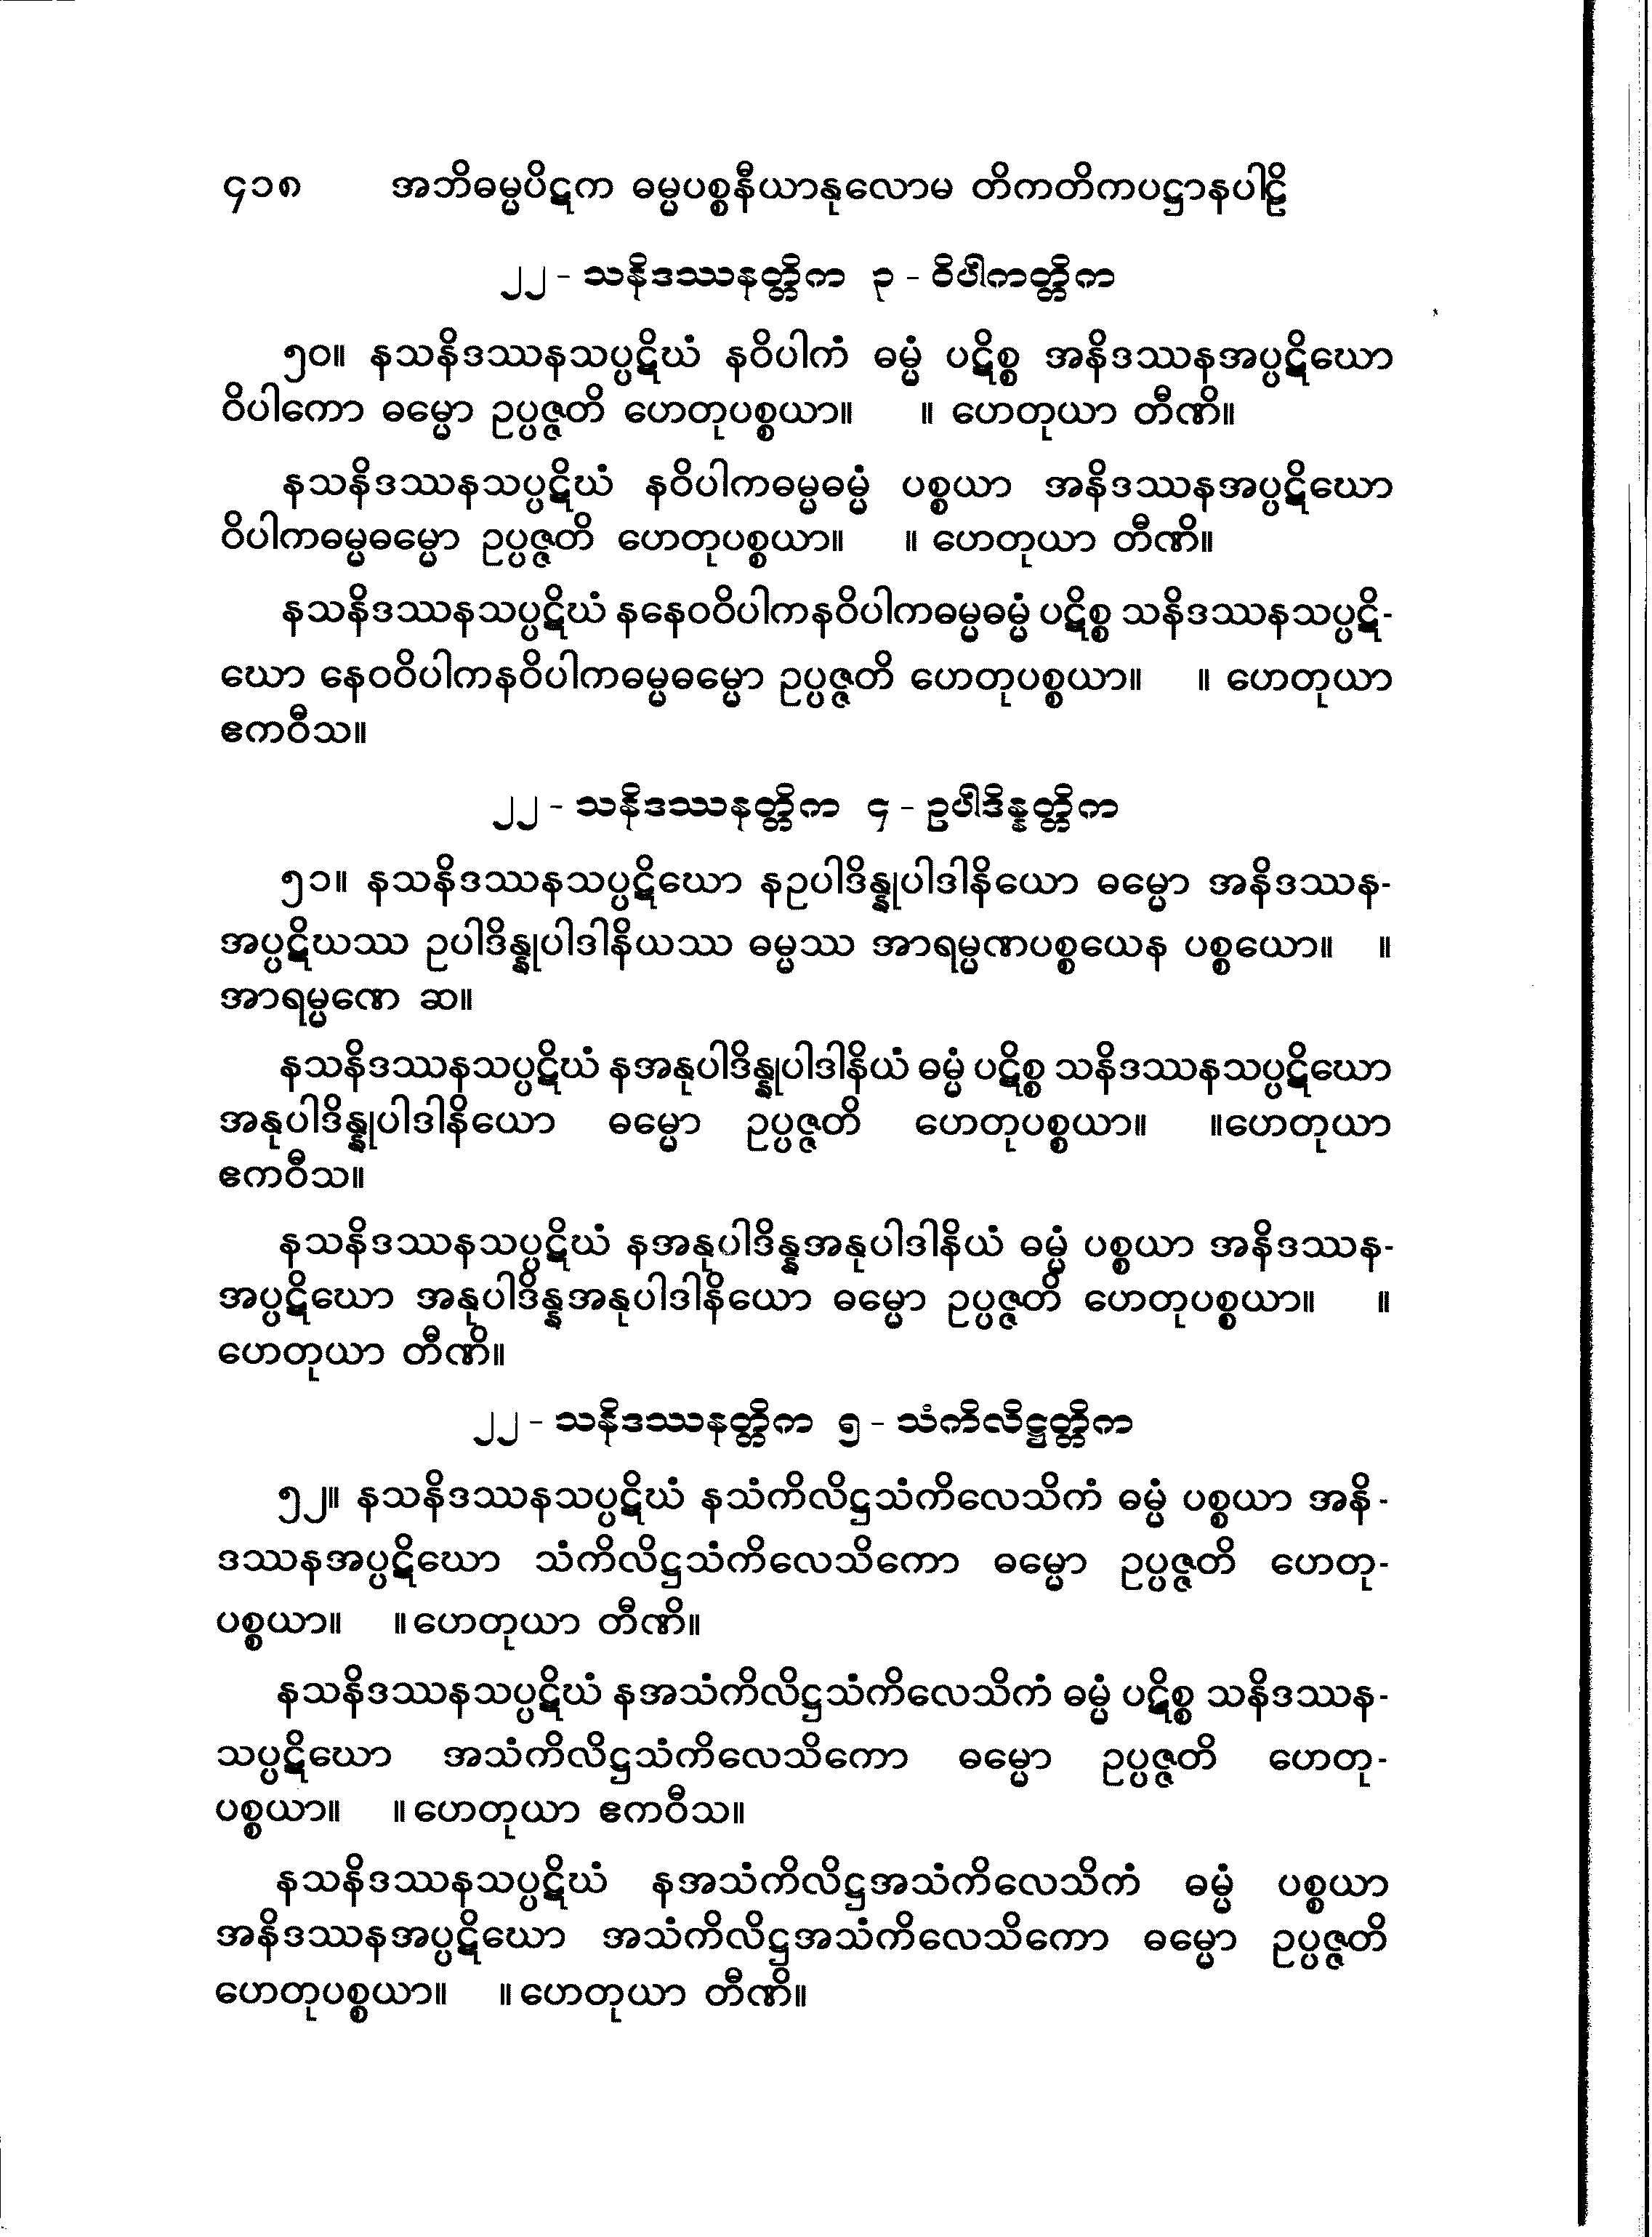 ၄၁၈ အဘိဓမ္မပိဋက ဓမ္မပစ္စနီယာနုလောမ တိကတိကပဋ္ဌာနပါဠိ
၂၂ - သနိဒဿနတ္တိက ၃ - ဝိပါကတ္တိက
၅၀။ နသနိဒဿနသပ္ပဋိဃံ နဝိပါကံ ဓမ္မံ ပဋိစ္စ အနိဒဿနအပ္ပဋိဃော
ဝိပါကော ဓမ္မော ဥပ္ပဇ္ဇတိ ဟေတုပစ္စယာ။ ။ ဟေတုယာ တီဏိ။
နသနိဒဿနသပ္ပဋိဃံ နဝိပါကဓမ္မဓမ္မံ ပစ္စယာ အနိဒဿနအပ္ပဋိဃော
ဝိပါကဓမ္မဓမ္မော ဥပ္ပဇ္ဇတိ ဟေတုပစ္စယာ။ ။ ဟေတုယာ တီဏိ။
နသနိဒဿနသပ္ပဋိဃံ နနေဝဝိပါကနဝိပါကဓမ္မဓမ္မံ ပဋိစ္စ သနိဒဿနသပ္ပဋိ-
ဃော နေဝဝိပါကနဝိပါကဓမ္မဓမ္မော ဥပ္ပဇ္ဇတိ ဟေတုပစ္စယာ။ ။ ဟေတုယာ
ဧကဝီသ။
၂၂ - သနိဒဿနတ္တိက ၄ - ဥပါဒိန္နတ္တိက
၅၁။ နသနိဒဿနသပ္ပဋိဃော နဥပါဒိန္နုပါဒါနိယော ဓမ္မော အနိဒဿန-
အပ္ပဋိဃဿ ဥပါဒိန္နုပါဒါနိယဿ ဓမ္မဿ အာရမ္မဏပစ္စယေန ပစ္စယော။ ။
အာရမ္မဏေ ဆ။
နသနိဒဿနသပ္ပဋိဃံ နအနုပါဒိန္နုပါဒါနိယံ ဓမ္မံ ပဋိစ္စ သနိဒဿနသပ္ပဋိဃော
အနုပါဒိန္နုပါဒါနိယော ဓမ္မော ဥပ္ပဇ္ဇတိ ဟေတုပစ္စယာ။ ။ဟေတုယာ
ဧကဝီသ။
နသနိဒဿနသပ္ပဋိဃံ နအနုပါဒိန္နအနုပါဒါနိယံ ဓမ္မံ ပစ္စယာ အနိဒဿန-
အပ္ပဋိဃော အနုပါဒိန္နအနုပါဒါနိယော ဓမ္မော ဥပ္ပဇ္ဇတိ ဟေတုပစ္စယာ။ ။
ဟေတုယာ တီဏိ။
၂၂ - သနိဒဿနတ္တိက ၅ - သံကိလိဋ္ဌတ္တိက
၅၂။ နသနိဒဿနသပ္ပဋိဃံ နသံကိလိဋ္ဌသံကိလေသိကံ ဓမ္မံ ပစ္စယာ အနိ-
ဒဿနအပ္ပဋိဃော သံကိလိဋ္ဌသံကိလေသိကော ဓမ္မော ဥပ္ပဇ္ဇတိ ဟေတု-
ပစ္စယာ။ ။ဟေတုယာ တီဏိ။
နသနိဒဿနသပ္ပဋိဃံ နအသံကိလိဋ္ဌသံကိလေသိကံ ဓမ္မံ ပဋိစ္စ သနိဒဿန-
သပ္ပဋိဃော အသံကိလိဋ္ဌသံကိလေသိကော ဓမ္မော ဥပ္ပဇ္ဇတိ ဟေတု-
ပစ္စယာ။ ။ဟေတုယာ ဧကဝီသ။
နသနိဒဿနသပ္ပဋိဃံ နအသံကိလိဋ္ဌအသံကိလေသိကံ ဓမ္မံ ပစ္စယာ
အနိဒဿနအပ္ပဋိဃော အသံကိလိဋ္ဌအသံကိလေသိကော ဓမ္မော ဥပ္ပဇ္ဇတိ
ဟေတုပစ္စယာ။ ။ဟေတုယာ တီဏိ။